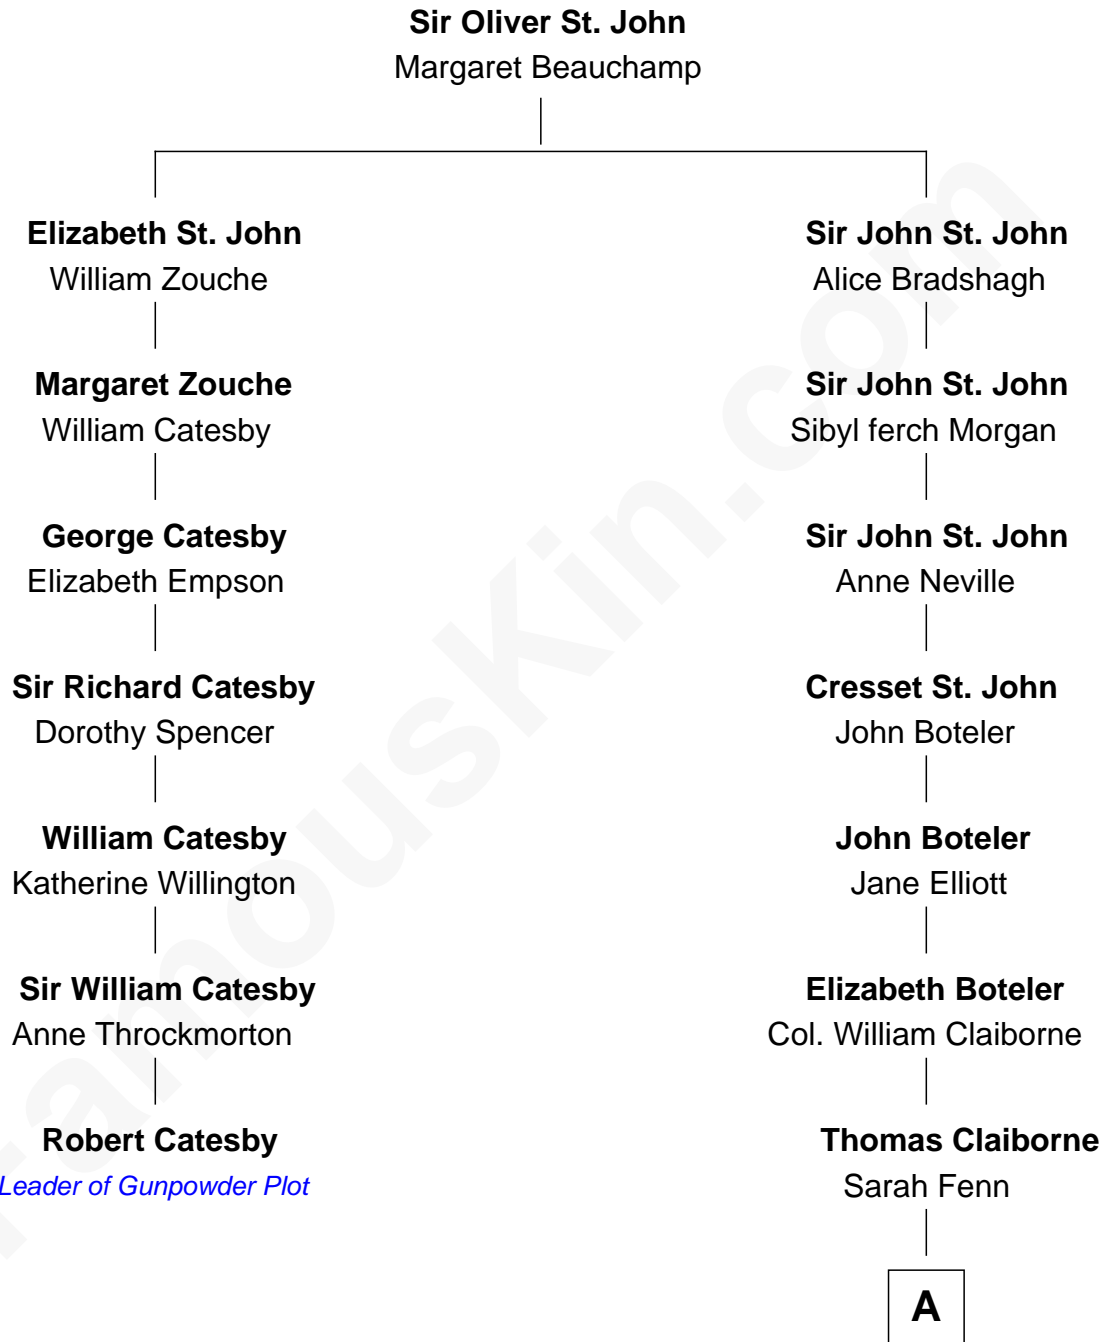 Sir Oliver St. John
Margaret Beauchamp
Elizabeth St. John
William Zouche
Margaret Zouche
William Catesby
George Catesby
Elizabeth Empson
Sir Richard Catesby
Dorothy Spencer
William Catesby
Katherine Willington
Sir William Catesby
Anne Throckmorton
Robert Catesby
Leader of Gunpowder Plot
Sir John St. John
Alice Bradshagh
Sir John St. John
Sibyl ferch Morgan
Sir John St. John
Anne Neville
Cresset St. John
John Boteler
John Boteler
Jane Elliott
Elizabeth Boteler
Col. William Claiborne
Thomas Claiborne
Sarah Fenn
A
FamousKin.com